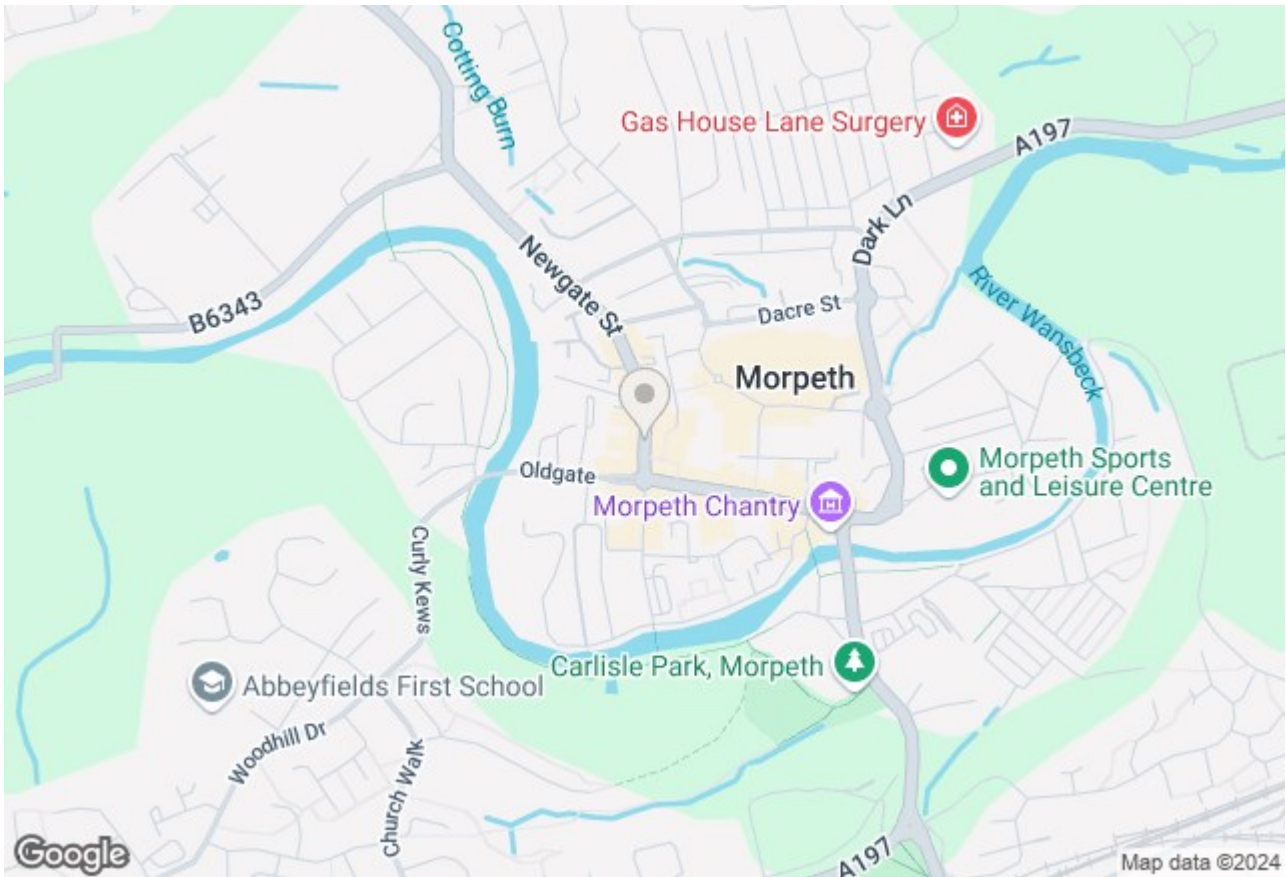 Cotting Burn
Gas House Lane Surgery
A197
Dark Ln
Newgate St
River Wansbeck
B6343
Dacre St
Morpeth
Oldgate
Morpeth Sports
and Leisure Centre
Morpeth Chantry
Curly Kews
Carlisle Park, Morpeth
Abbeyfields First School
Woodhill Dr
Church Walk
A197
Google
Map data ©2024